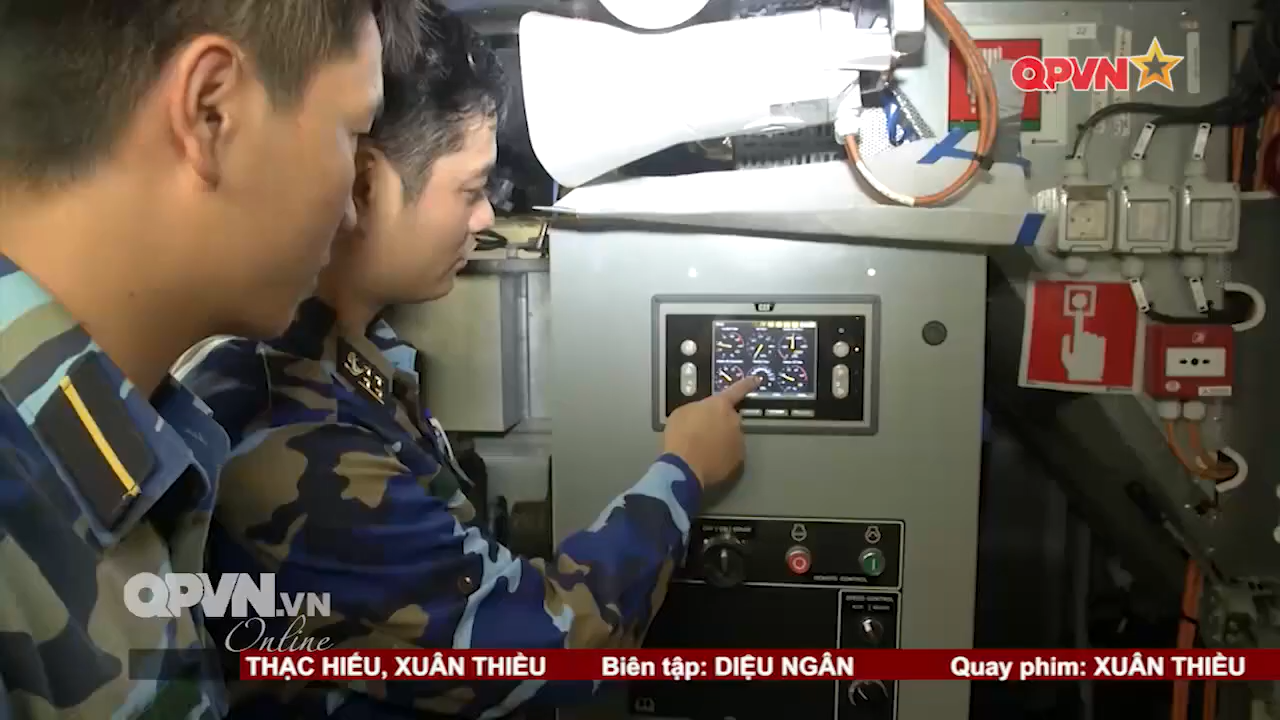 22
QPVN
QPVN.VN
Online
THẠC HIẾU, XUÂN THIỀU Biên tập: DIỆU NGÂN Quay phim: XUÂN THIỀU
REMOTE CONTROL
SPEED CONTROL